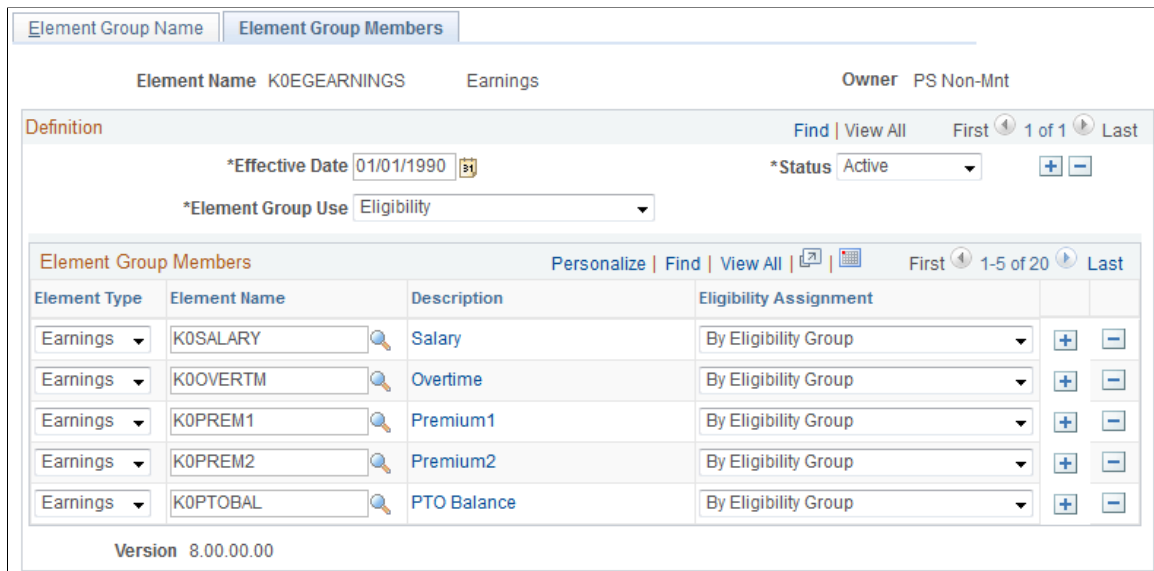 Element Group Name Element Group Members
Element Name K0EGEARNINGS Earnings Owner PS Non-Mnt
Definition Find | View All First 1 of 1 Last
*Effective Date 01/01/1990 31 *Status Active
*Element Group Use Eligibility
Element Group Members Personalize | Find | View All | | First 1-5 of 20 Last
Element Type Element Name Description Eligibility Assignment
Earnings K0SALARY Salary By Eligibility Group
Earnings K0OVERTM Overtime By Eligibility Group
Earnings K0PREM1 Premium1 By Eligibility Group
Earnings K0PREM2 Premium2 By Eligibility Group
Earnings K0PTOBAL PTO Balance By Eligibility Group
Version 8.00.00.00